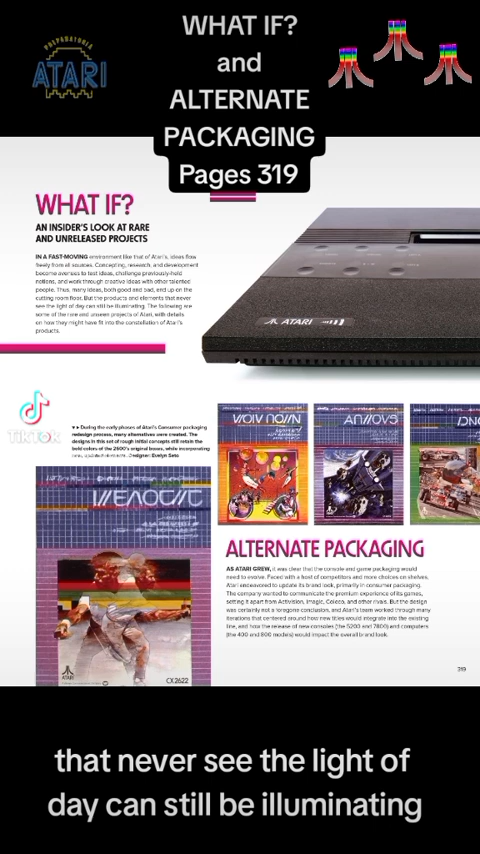 PREPARATORIA
ATARI
WHAT IF?
and
ALTERNATE
PACKAGING
Pages 319
WHAT IF?
AN INSIDER'S LOOK AT RARE
AND UNRELEASED PROJECTS
IN A FAST-MOVING environment like that of Atari's, ideas flow
freely from all sources. Concepting, research, and development
become avenues to test ideas, challenge previously-held
notions, and work through creative ideas with other talented
people. Thus, many ideas, both good and bad, end up on the
cutting room floor. But the products and elements that never
see the light of day can still be illuminating. The following are
some of the rare and unseen projects of Atari, with details
on how they might have fit into the constellation of Atari's
products.
ATARI
TIKTOK
During the early phases of Atari's Consumer packaging
redesign process, many alternatives were created. The
designs in this set of rough initial concepts still retain the
bold colors of the 2600's original boxes, while incorporating
Designer: Evelyn Seto
ATARI
CX2622
ALTERNATE PACKAGING
AS ATARI GREW, it was clear that the console and game packaging would
need to evolve. Faced with a host of competitors and more choices on shelves,
Atari endeavored to update its brand look, primarily in consumer packaging.
The company wanted to communicate the premium experience of its games,
setting it apart from Activision, Imagic, Coleco, and other rivals. But the design
was certainly not a foregone conclusion, and Atari's team worked through many
iterations that centered around how new titles would integrate into the existing
line, and how the release of new consoles (the 5200 and 7800) and computers
(the 400 and 800 models) would impact the overall brand look.
319
that never see the light of
day can still be illuminating